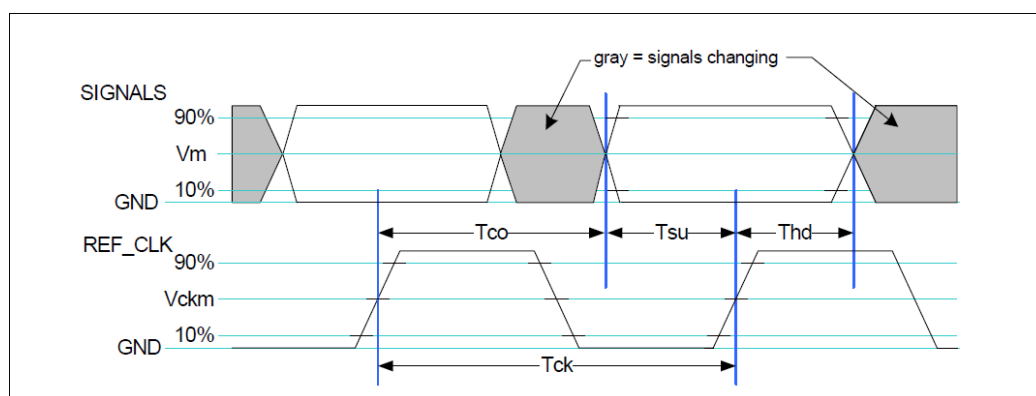 gray = signals changing
SIGNALS
90%
Vm
10%
GND
Tco Tsu Thd
REF_CLK
90%
Vckm
10%
GND
Tck